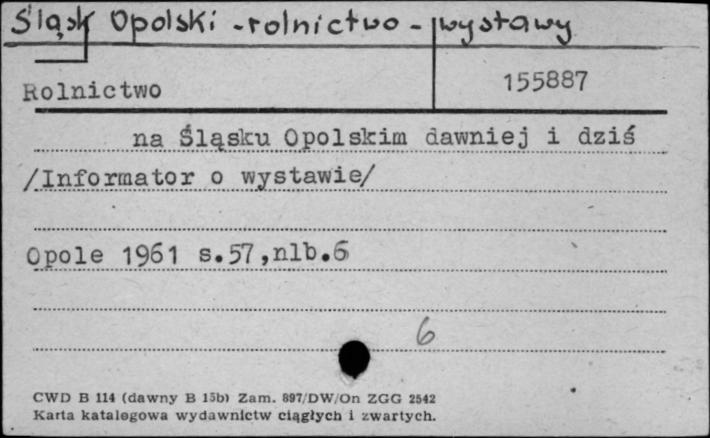 Śląsk Opolski - rolnictwo - wystawy
Rolnictwo 155887
na Śląsku Opolskim dawniej i dziś
/Informator o wystawie/
Opole 1961 s.57,nlb.6
6
CWD B 114 (dawny B 15b) Zam. 897/DW/On ZGG 2542
Karta katalogowa wydawnictw ciągłych i zwartych.